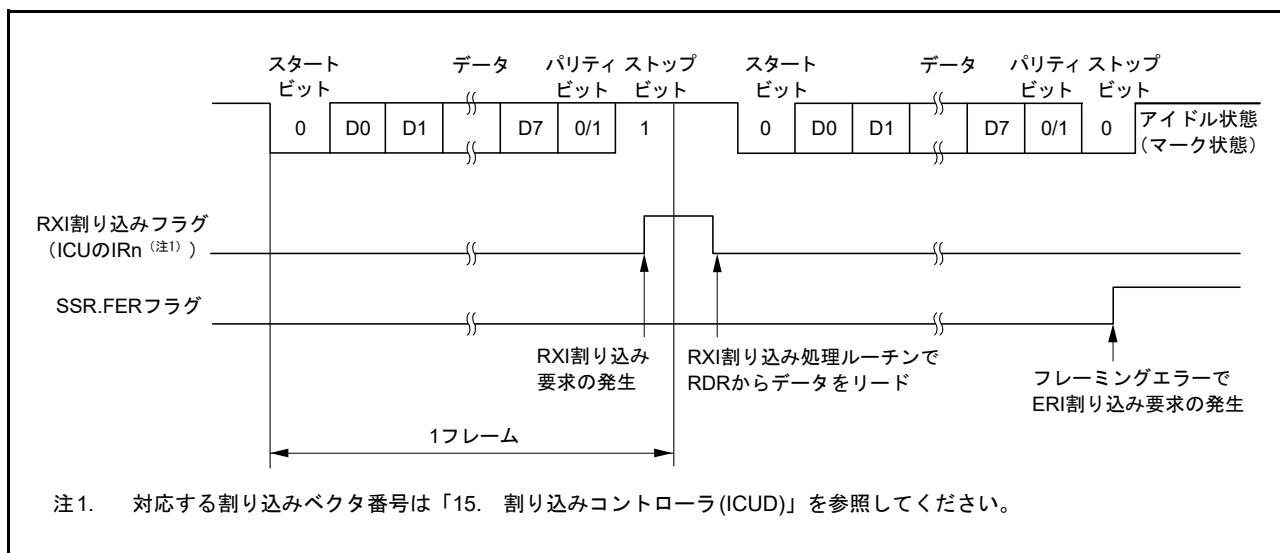 スタート
ビット
データ
パリティ
ビット
ストップ
ビット
スタート
ビット
データ
パリティ
ビット
ストップ
ビット
0 D0 D1 D7 0/1 1 0 D0 D1 D7 0/1 0
アイドル状態
(マーク状態)
RXI割り込みフラグ
(ICUのIRn (注1) )
SSR.FERフラグ
RXI割り込み
要求の発生
RXI割り込み処理ルーチンで
RDRからデータをリード
フレーミングエラーで
ERI割り込み要求の発生
1フレーム
注1. 対応する割り込みベクタ番号は「15. 割り込みコントローラ(ICUD)」を参照してください。